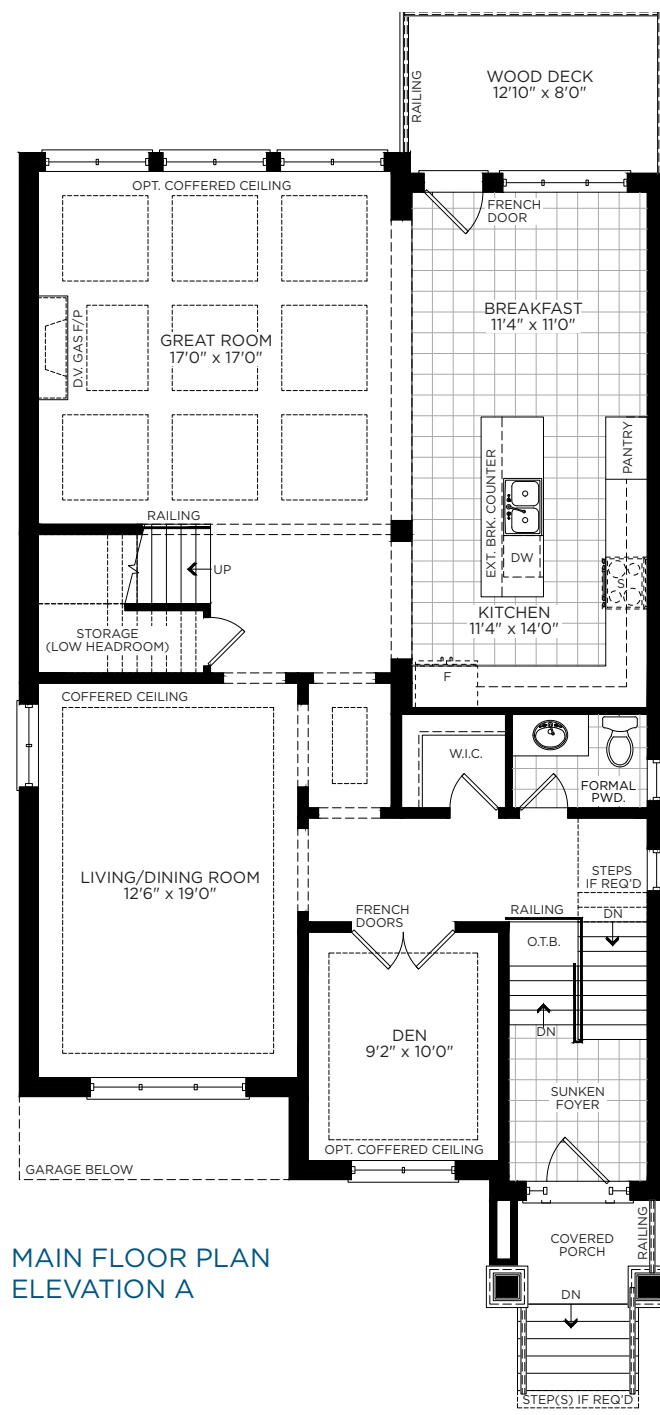 WOOD DECK
12'10" x 8'0"
RAILING
OPT. COFFERED CEILING
FRENCH
DOOR
BREAKFAST
11'4" x 11'0"
D.V. GAS F/P
GREAT ROOM
17'0" x 17'0"
PANTRY
EXT. BRK. COUNTER
RAILING
DW
UP
S
KITCHEN
11'4" x 14'0"
STORAGE
(LOW HEADROOM)
F
COFFERED CEILING
W.I.C.
FORMAL
PWD.
LIVING/DINING ROOM
12'6" x 19'0"
STEPS
IF REQ'D
FRENCH
DOORS
RAILING
DN
O.T.B.
DEN
9'2" x 10'0"
DN
SUNKEN
FOYER
OPT. COFFERED CEILING
GARAGE BELOW
RAILING
COVERED
PORCH
MAIN FLOOR PLAN
ELEVATION A
DN
STEP(S) IF REQ'D